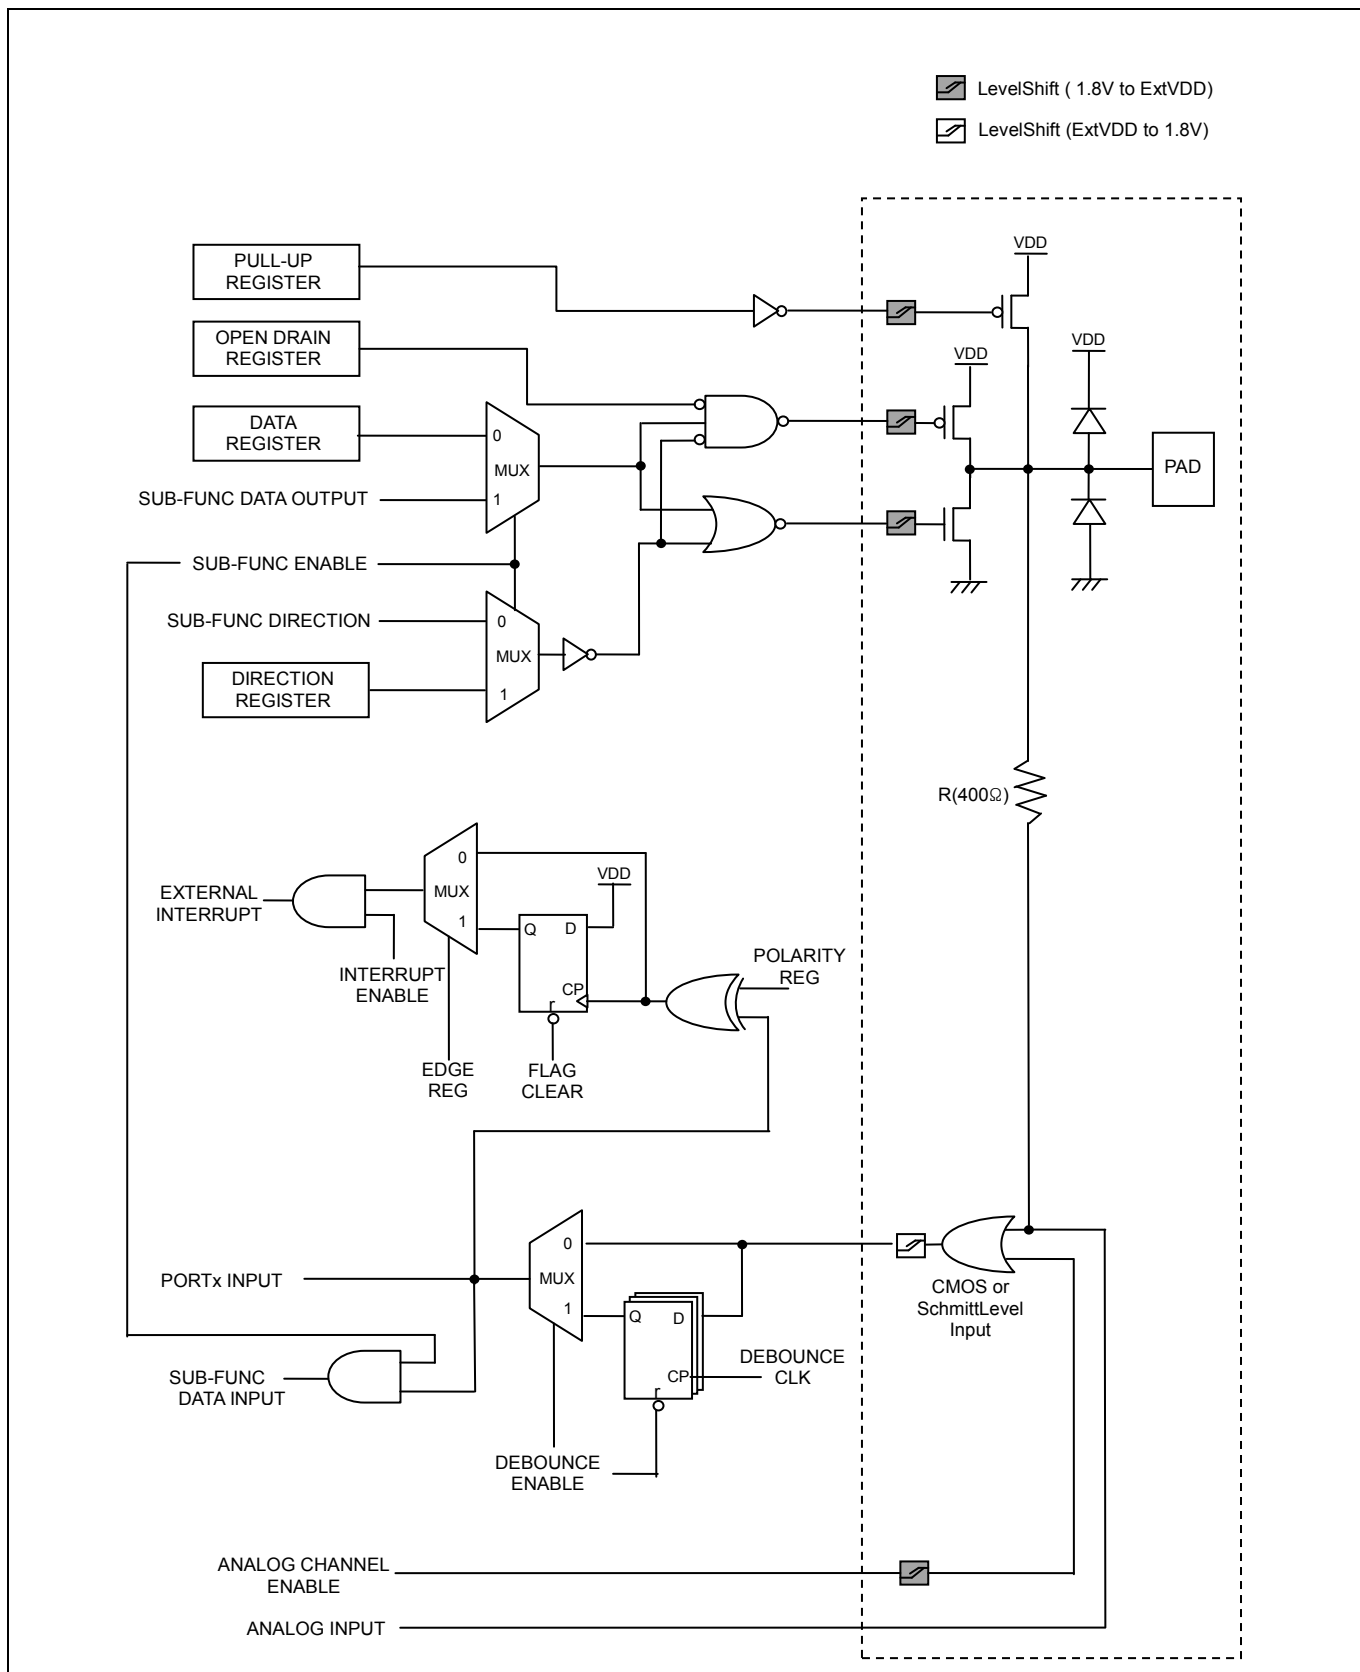 LevelShift ( 1.8V to ExtVDD)
LevelShift (ExtVDD to 1.8V)
PULL-UP
REGISTER
VDD
OPEN DRAIN
REGISTER
VDD
VDD
DATA
REGISTER
0
MUX
1
SUB-FUNC DATA OUTPUT
PAD
SUB-FUNC ENABLE
SUB-FUNC DIRECTION
0
MUX
1
DIRECTION
REGISTER
R(400Ω)
0
MUX
1
VDD
EXTERNAL
INTERRUPT
Q
D
CP
r
INTERRUPT
ENABLE
POLARITY
REG
EDGE
REG
FLAG
CLEAR
PORTx INPUT
0
MUX
1
CMOS or
SchmittLevel
Input
Q
D
CP
r
DEBOUNCE
CLK
SUB-FUNC
DATA INPUT
DEBOUNCE
ENABLE
ANALOG CHANNEL
ENABLE
ANALOG INPUT